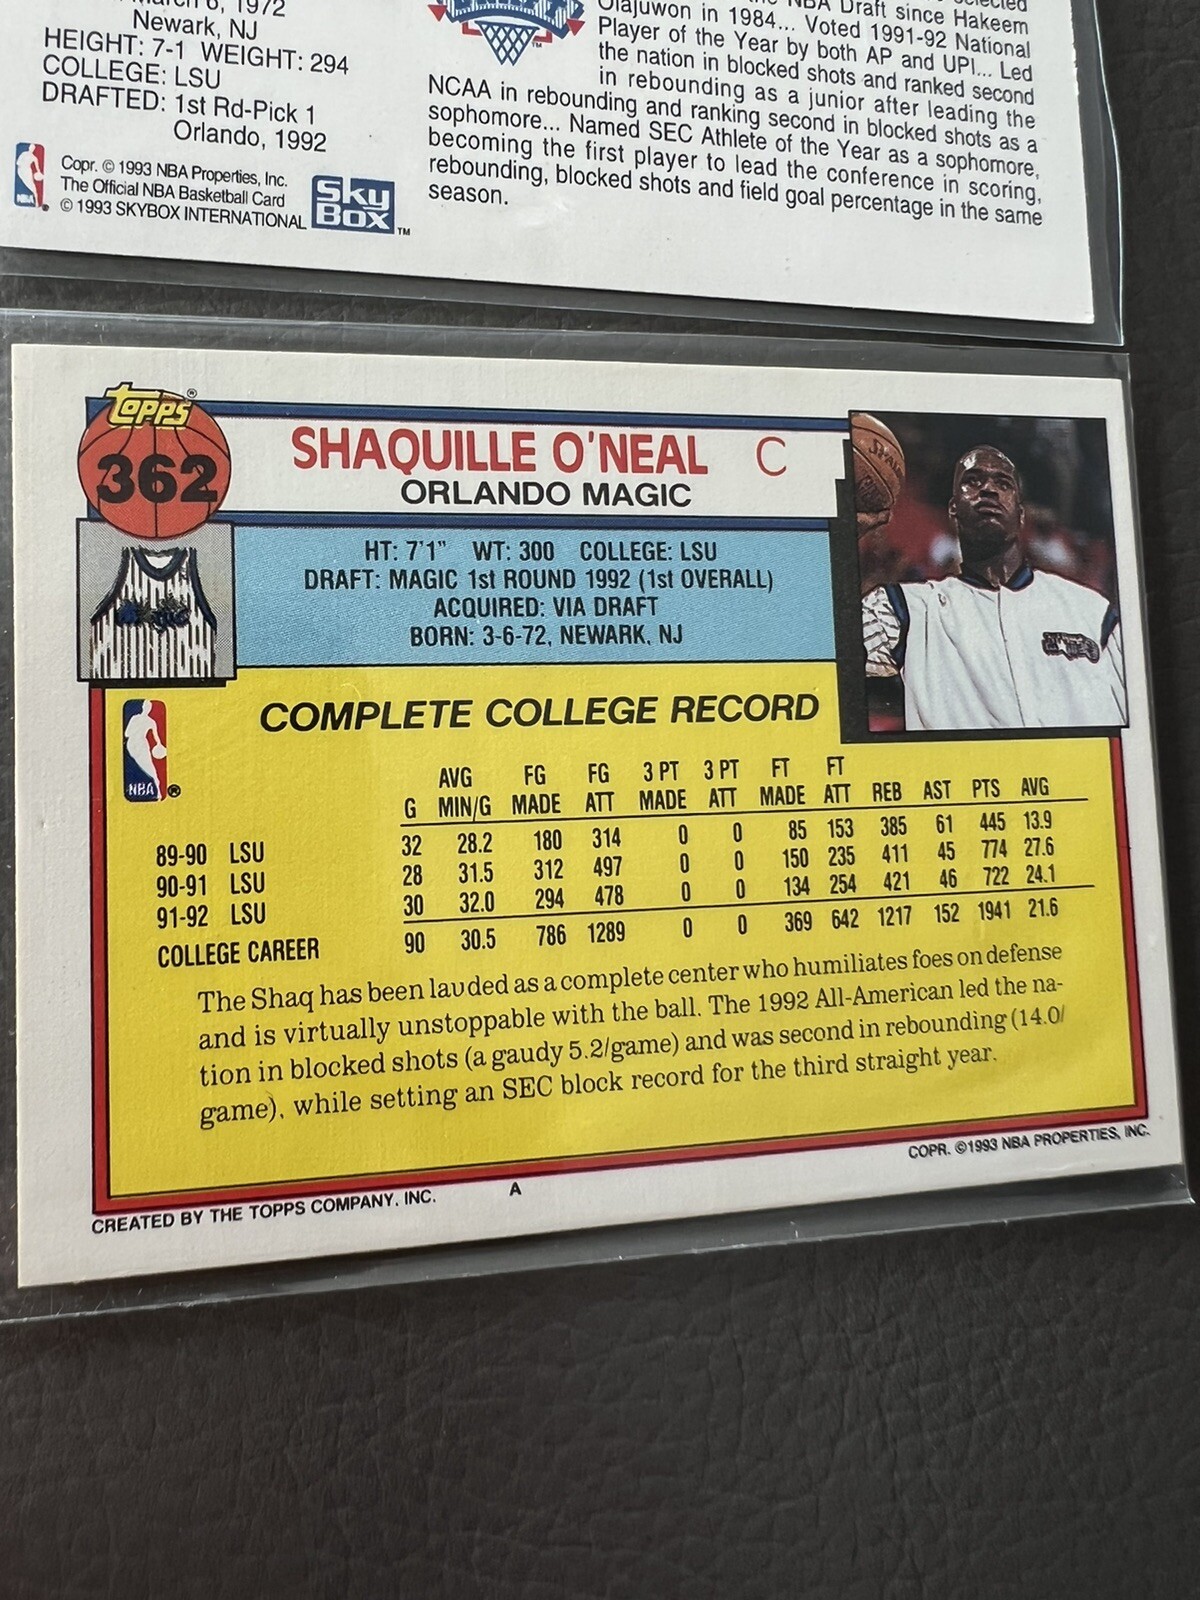 March 6, 1972
Newark, NJ
HEIGHT: 7-1 WEIGHT: 294
COLLEGE: LSU
DRAFTED: 1st Rd-Pick 1
Orlando, 1992
Copr. © 1993 NBA Properties, Inc.
The Official NBA Basketball Card
© 1993 SKYBOX INTERNATIONAL
NBA
Sky
Box
TM
NBA Draft since Hakeem
Olajuwon in 1984... Voted 1991-92 National
Player of the Year by both AP and UPI... Led
the nation in blocked shots and ranked second
in rebounding as a junior after leading the
NCAA in rebounding and ranking second in blocked shots as a
sophomore... Named SEC Athlete of the Year as a sophomore,
becoming the first player to lead the conference in scoring,
rebounding, blocked shots and field goal percentage in the same
season.
TOPPS®
362
SHAQUILLE O'NEAL C
ORLANDO MAGIC
HT: 7'1" WT: 300 COLLEGE: LSU
DRAFT: MAGIC 1st ROUND 1992 (1st OVERALL)
ACQUIRED: VIA DRAFT
BORN: 3-6-72, NEWARK, NJ
Magic
NBA ®
COMPLETE COLLEGE RECORD
AVG FG FG 3 PT 3 PT FT FT
G MIN/G MADE ATT MADE ATT MADE ATT REB AST PTS AVG
89-90 LSU 32 28.2 180 314 0 0 85 153 385 61 445 13.9
90-91 LSU 28 31.5 312 497 0 0 150 235 411 45 774 27.6
91-92 LSU 30 32.0 294 478 0 0 134 254 421 46 722 24.1
COLLEGE CAREER 90 30.5 786 1289 0 0 369 642 1217 152 1941 21.6
The Shaq has been lauded as a complete center who humiliates foes on defense
and is virtually unstoppable with the ball. The 1992 All-American led the na-
tion in blocked shots (a gaudy 5.2/game) and was second in rebounding (14.0/
game), while setting an SEC block record for the third straight year.
CREATED BY THE TOPPS COMPANY, INC. A COPR. ©1993 NBA PROPERTIES, INC.